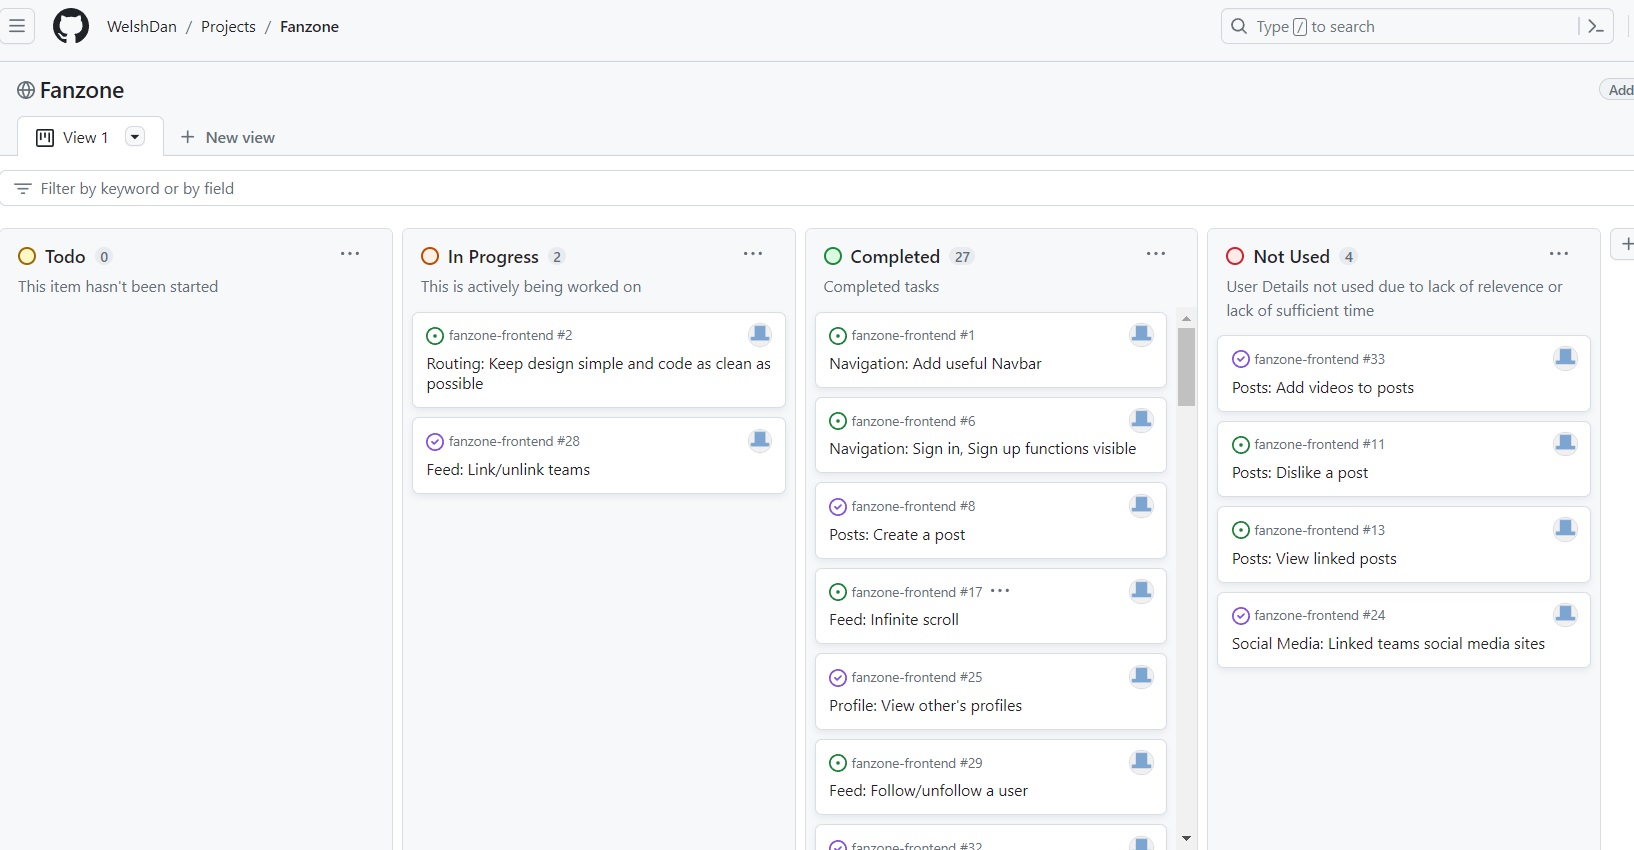 WelshDan / Projects / Fanzone
Type / to search
Fanzone
Add
View 1
New view
Filter by keyword or by field
Todo 0
This item hasn't been started
In Progress 2
This is actively being worked on
fanzone-frontend #2
Routing: Keep design simple and code as clean as
possible
fanzone-frontend #28
Feed: Link/unlink teams
Completed 27
Completed tasks
fanzone-frontend #1
Navigation: Add useful Navbar
fanzone-frontend #6
Navigation: Sign in, Sign up functions visible
fanzone-frontend #8
Posts: Create a post
fanzone-frontend #17
Feed: Infinite scroll
fanzone-frontend #25
Profile: View other's profiles
fanzone-frontend #29
Feed: Follow/unfollow a user
fanzone-frontend #32
Not Used 4
User Details not used due to lack of relevence or
lack of sufficient time
fanzone-frontend #33
Posts: Add videos to posts
fanzone-frontend #11
Posts: Dislike a post
fanzone-frontend #13
Posts: View linked posts
fanzone-frontend #24
Social Media: Linked teams social media sites